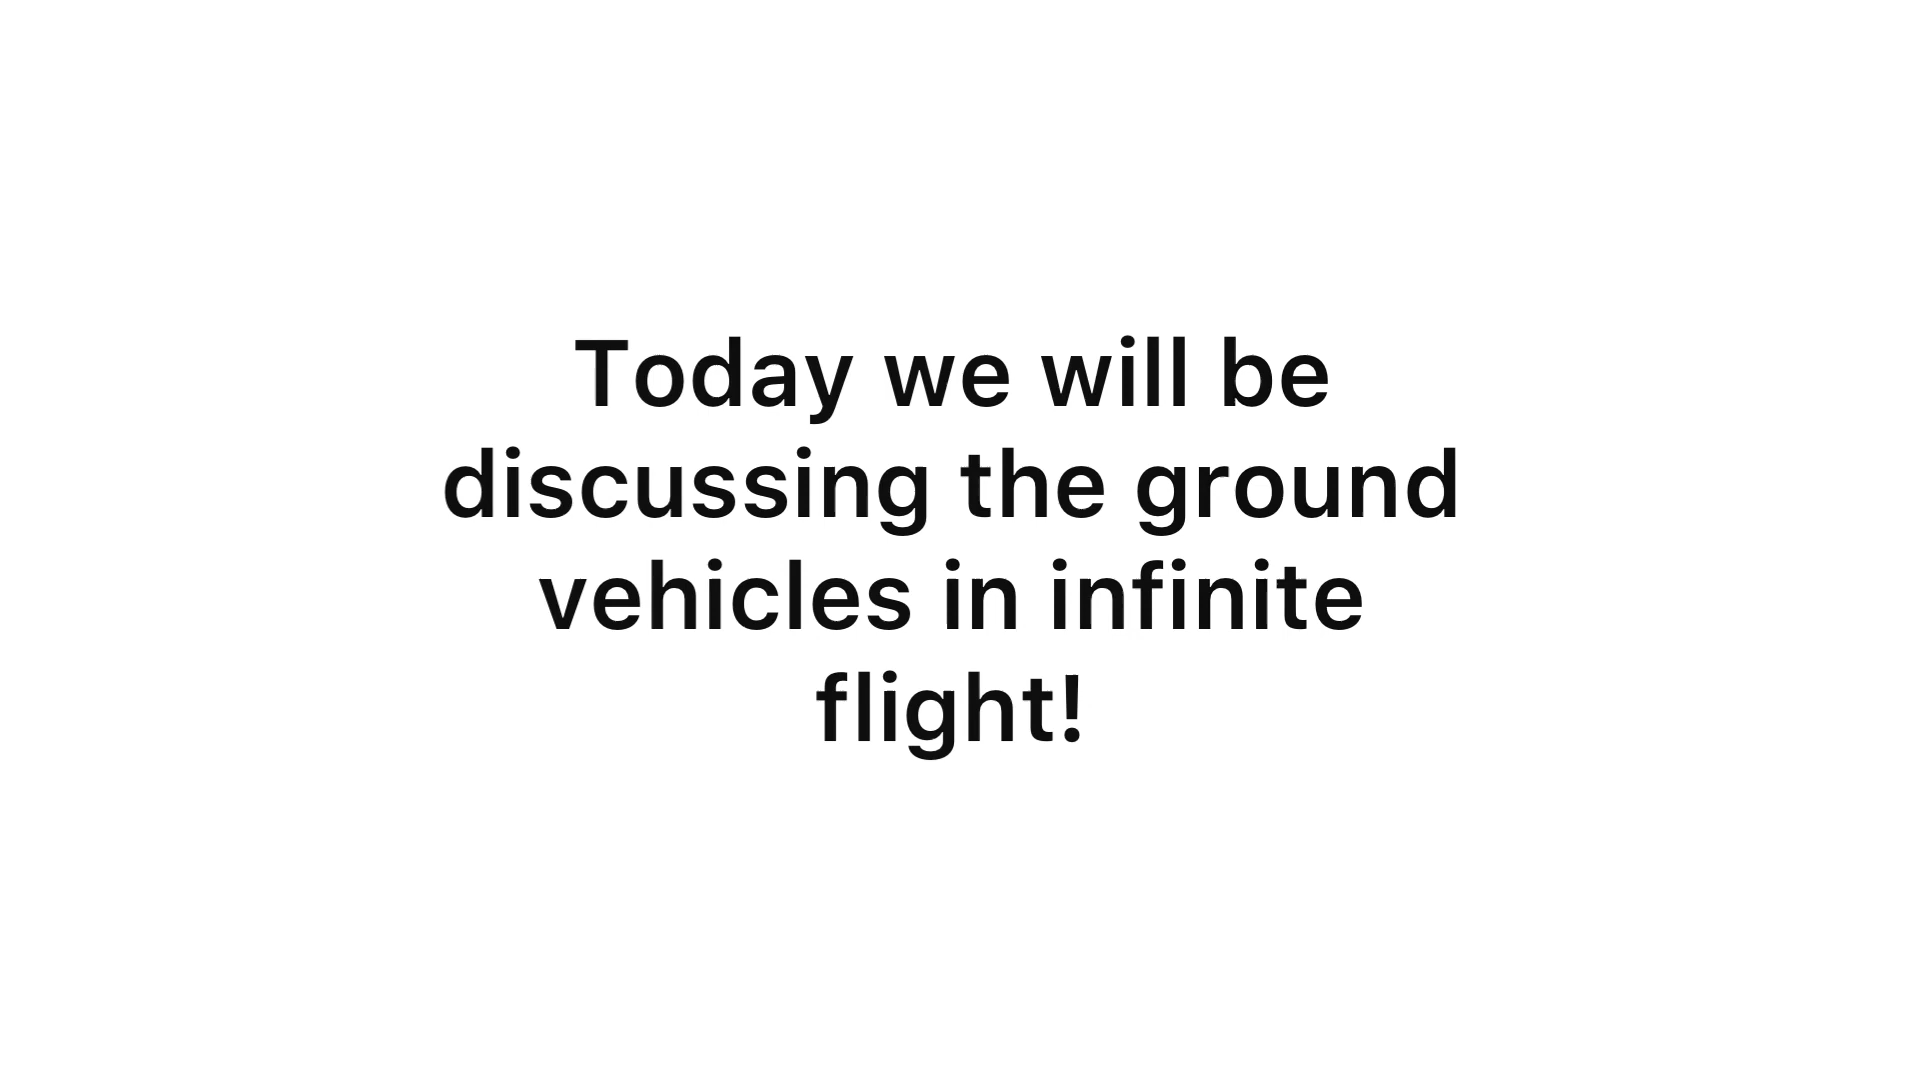 Today we will be
discussing the ground
vehicles in infinite
flight!